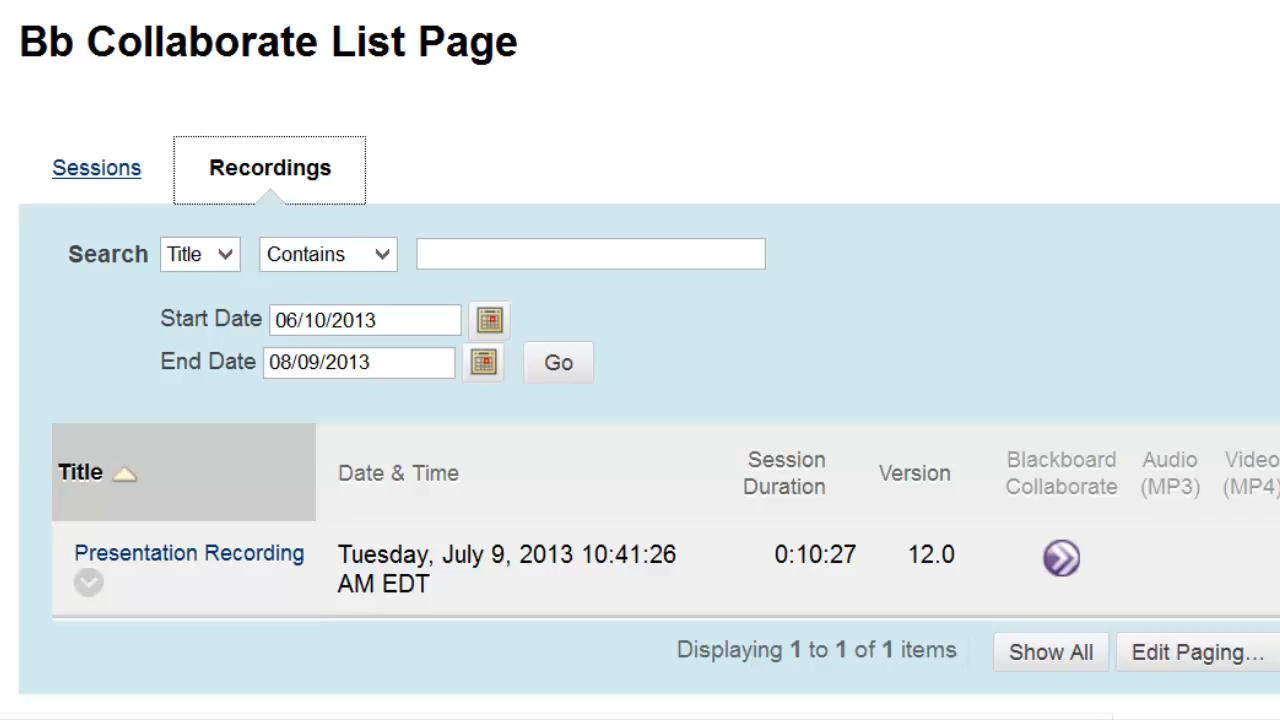 Bb Collaborate List Page
Sessions Recordings
Search Title Contains
Start Date 06/10/2013
End Date 08/09/2013 Go
Title Date & Time Session Duration Version Blackboard Collaborate Audio (MP3) Video (MP4)
Presentation Recording Tuesday, July 9, 2013 10:41:26 0:10:27 12.0
AM EDT
Displaying 1 to 1 of 1 items Show All Edit Paging...